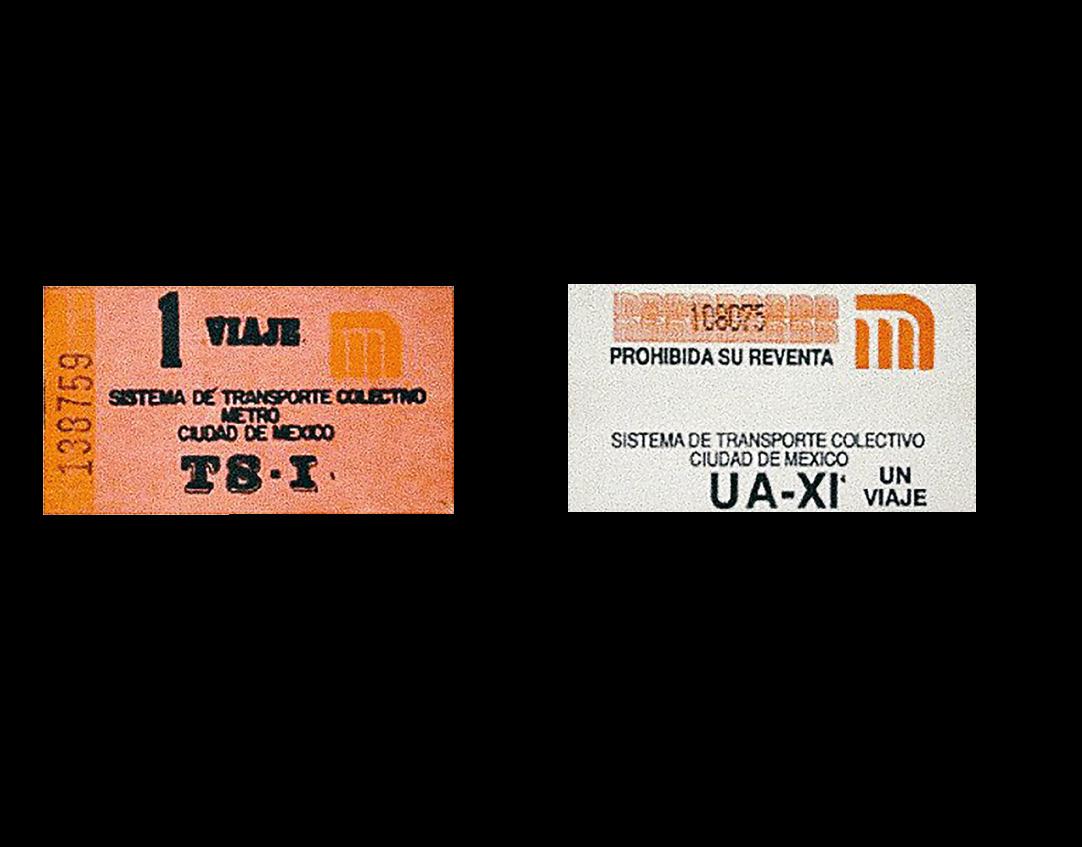 138759
1 VIAJE
SISTEMA DE TRANSPORTE COLECTIVO
METRO
CIUDAD DE MEXICO
TS·I
108075
PROHIBIDA SU REVENTA
SISTEMA DE TRANSPORTE COLECTIVO
CIUDAD DE MEXICO
UA-XI UN
VIAJE